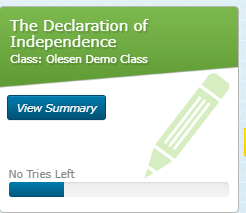 The Declaration of
Independence
Class: Olesen Demo Class
View Summary
No Tries Left